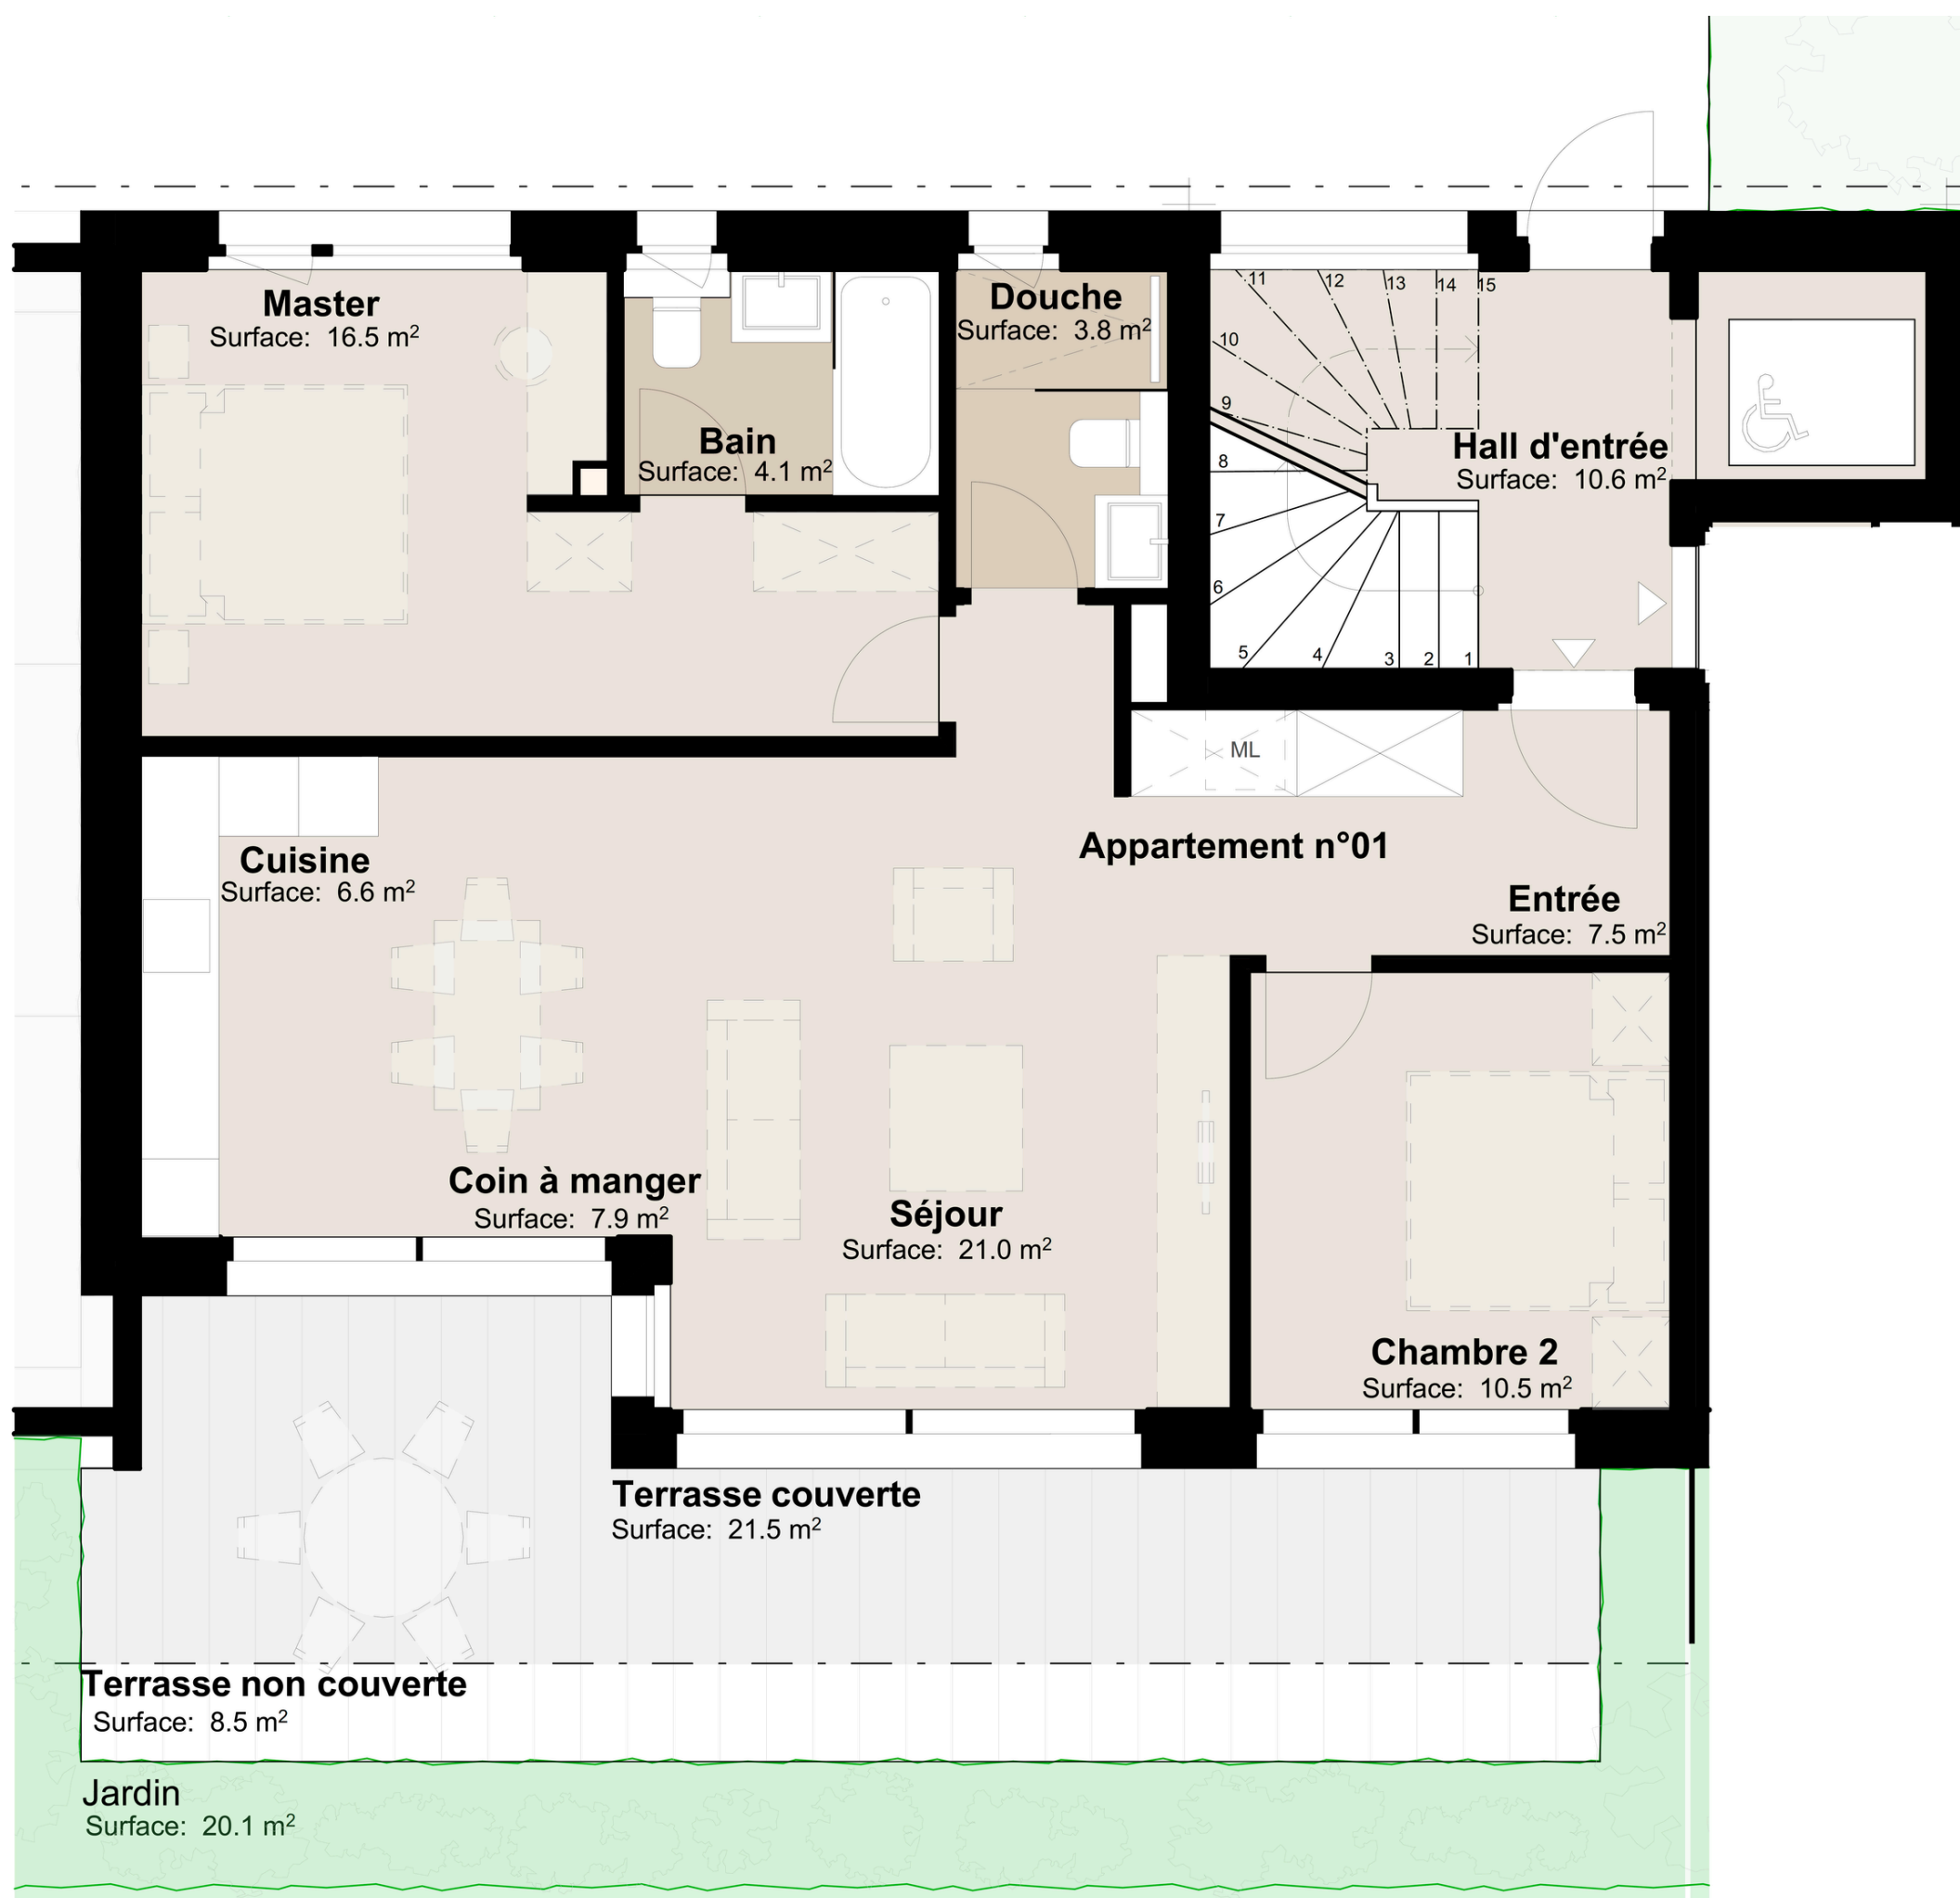 Master
Surface: 16.5 m²
Bain
Surface: 4.1 m²
Douche
Surface: 3.8 m²
11
12
13
14
15
10
9
8
7
6
5
4
3
2
1
Hall d'entrée
Surface: 10.6 m²
ML
Cuisine
Surface: 6.6 m²
Appartement n°01
Entrée
Surface: 7.5 m²
Coin à manger
Surface: 7.9 m²
Séjour
Surface: 21.0 m²
Chambre 2
Surface: 10.5 m²
Terrasse couverte
Surface: 21.5 m²
Terrasse non couverte
Surface: 8.5 m²
Jardin
Surface: 20.1 m²